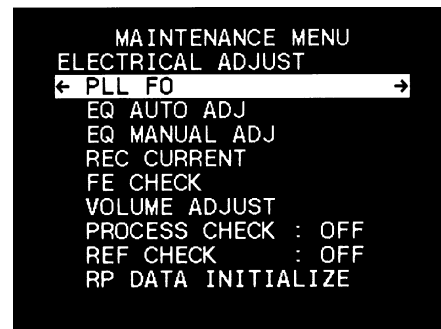 MAINTENANCE MENU
ELECTRICAL ADJUST
← PLL FO →
EQ AUTO ADJ
EQ MANUAL ADJ
REC CURRENT
FE CHECK
VOLUME ADJUST
PROCESS CHECK : OFF
REF CHECK : OFF
RP DATA INITIALIZE